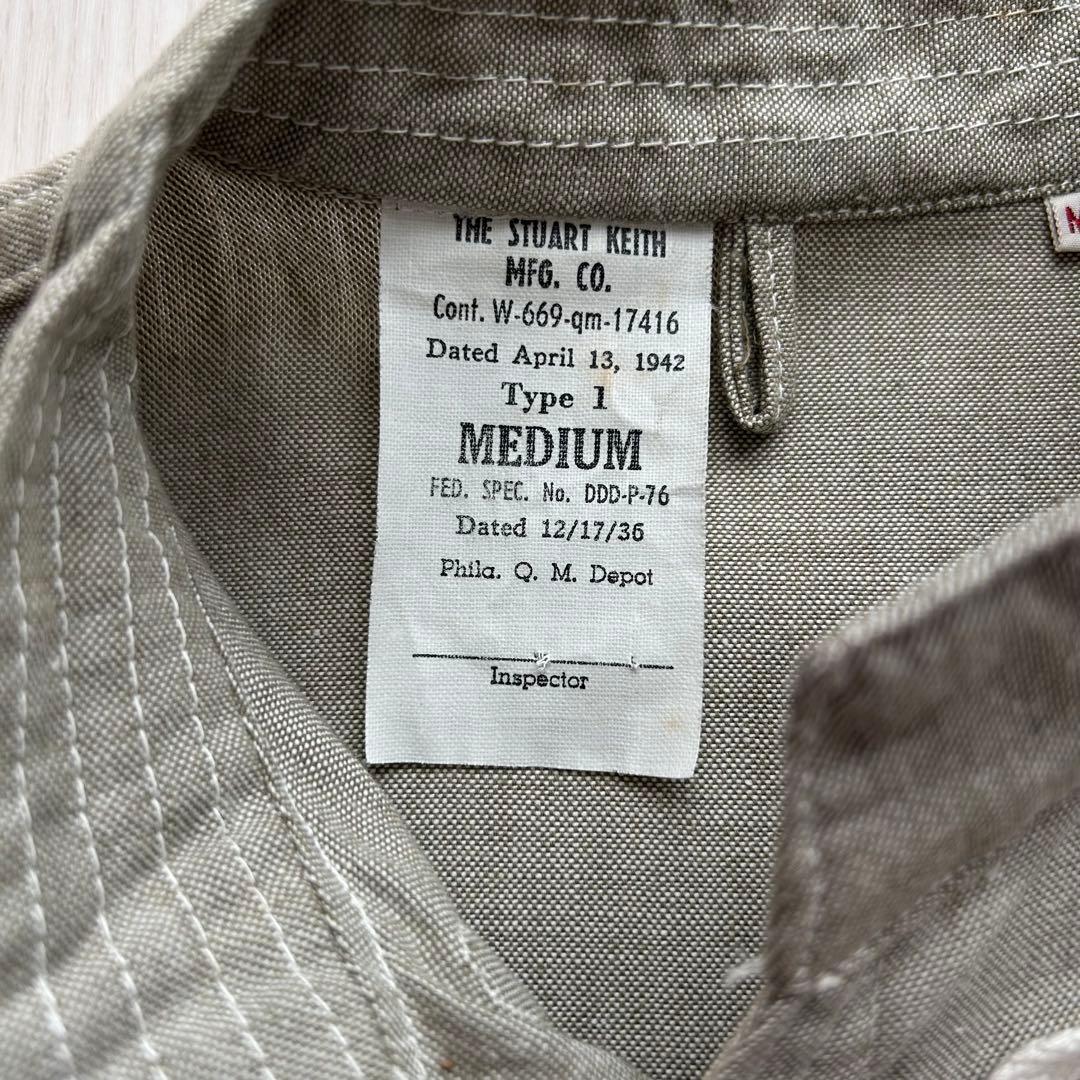 THE STUART KEITH
MFG. CO.
Cont. W-669-qm-17416
Dated April 13, 1942
Type 1
MEDIUM
FED. SPEC. No. DDD-P-76
Dated 12/17/36
Phila. Q. M. Depot
Inspector